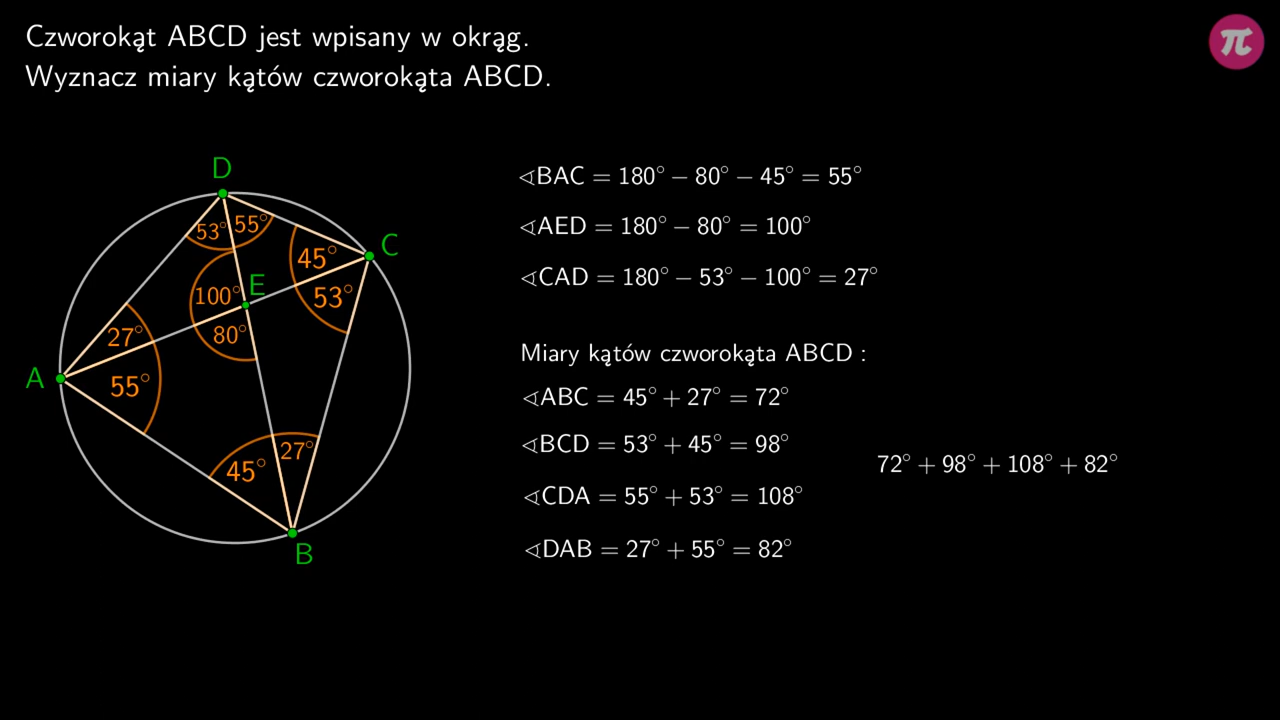 Czworokąt ABCD jest wpisany w okrąg.
Wyznacz miary kątów czworokąta ABCD.
π
D
53° 55°
C
45°
E
100°
53°
80°
27°
A
55°
27°
45°
B
∢BAC = 180° − 80° − 45° = 55°
∢AED = 180° − 80° = 100°
∢CAD = 180° − 53° − 100° = 27°
Miary kątów czworokąta ABCD :
∢ABC = 45° + 27° = 72°
∢BCD = 53° + 45° = 98°
72° + 98° + 108° + 82°
∢CDA = 55° + 53° = 108°
∢DAB = 27° + 55° = 82°